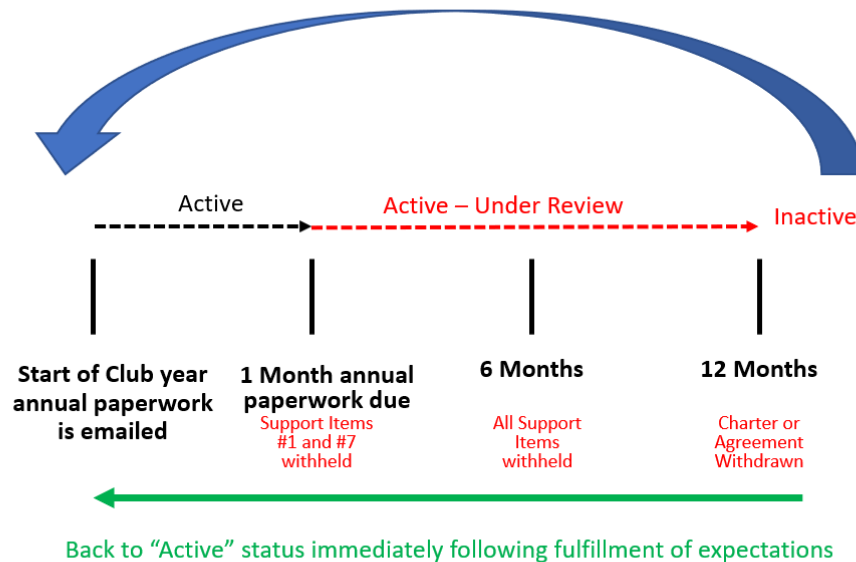 Active
Active – Under Review
Inactive
Start of Club year
annual paperwork
is emailed
1 Month annual
paperwork due
Support Items
#1 and #7
withheld
6 Months
All Support
Items
withheld
12 Months
Charter or
Agreement
Withdrawn
Back to “Active” status immediately following fulfillment of expectations